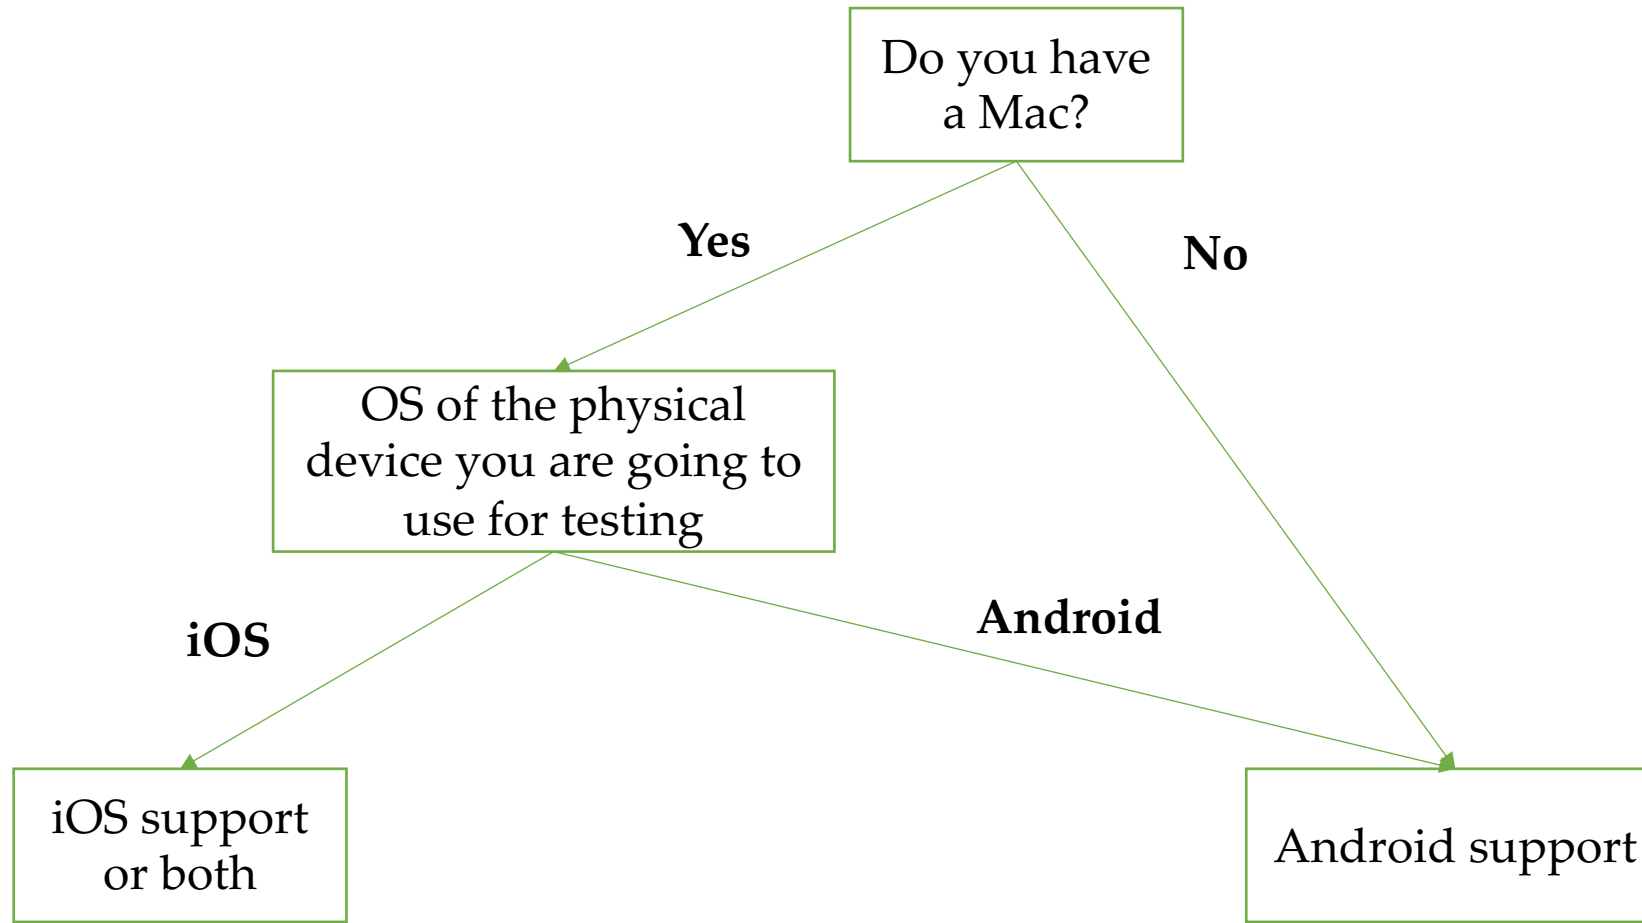 Do you have
a Mac?
Yes
No
OS of the physical
device you are going to
use for testing
iOS
Android
iOS support
or both
Android support